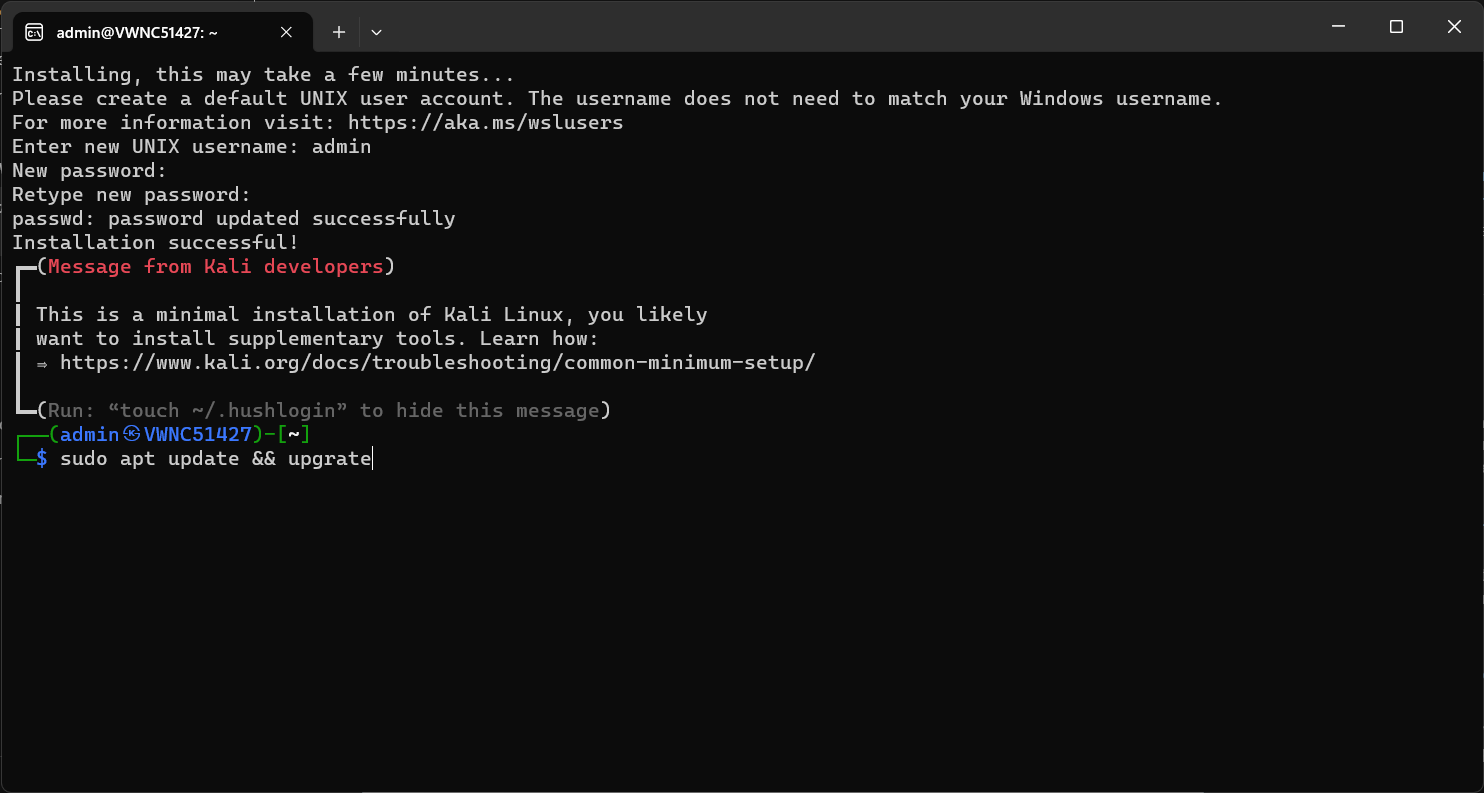 admin@VWNC51427: ~
Installing, this may take a few minutes...
Please create a default UNIX user account. The username does not need to match your Windows username.
For more information visit: https://aka.ms/wslusers
Enter new UNIX username: admin
New password:
Retype new password:
passwd: password updated successfully
Installation successful!
┏━(Message from Kali developers)
┃
┃ This is a minimal installation of Kali Linux, you likely
┃ want to install supplementary tools. Learn how:
┃ ⇒ https://www.kali.org/docs/troubleshooting/common-minimum-setup/
┃
┗━(Run: “touch ~/.hushlogin” to hide this message)
┌──(admin㉿VWNC51427)-[~]
└─$ sudo apt update && upgrate